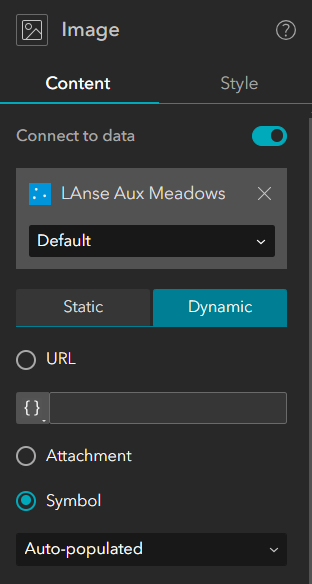 Image
?
Content Style
Connect to data
LAnse Aux Meadows
Default
Static Dynamic
URL
{}
Attachment
Symbol
Auto-populated